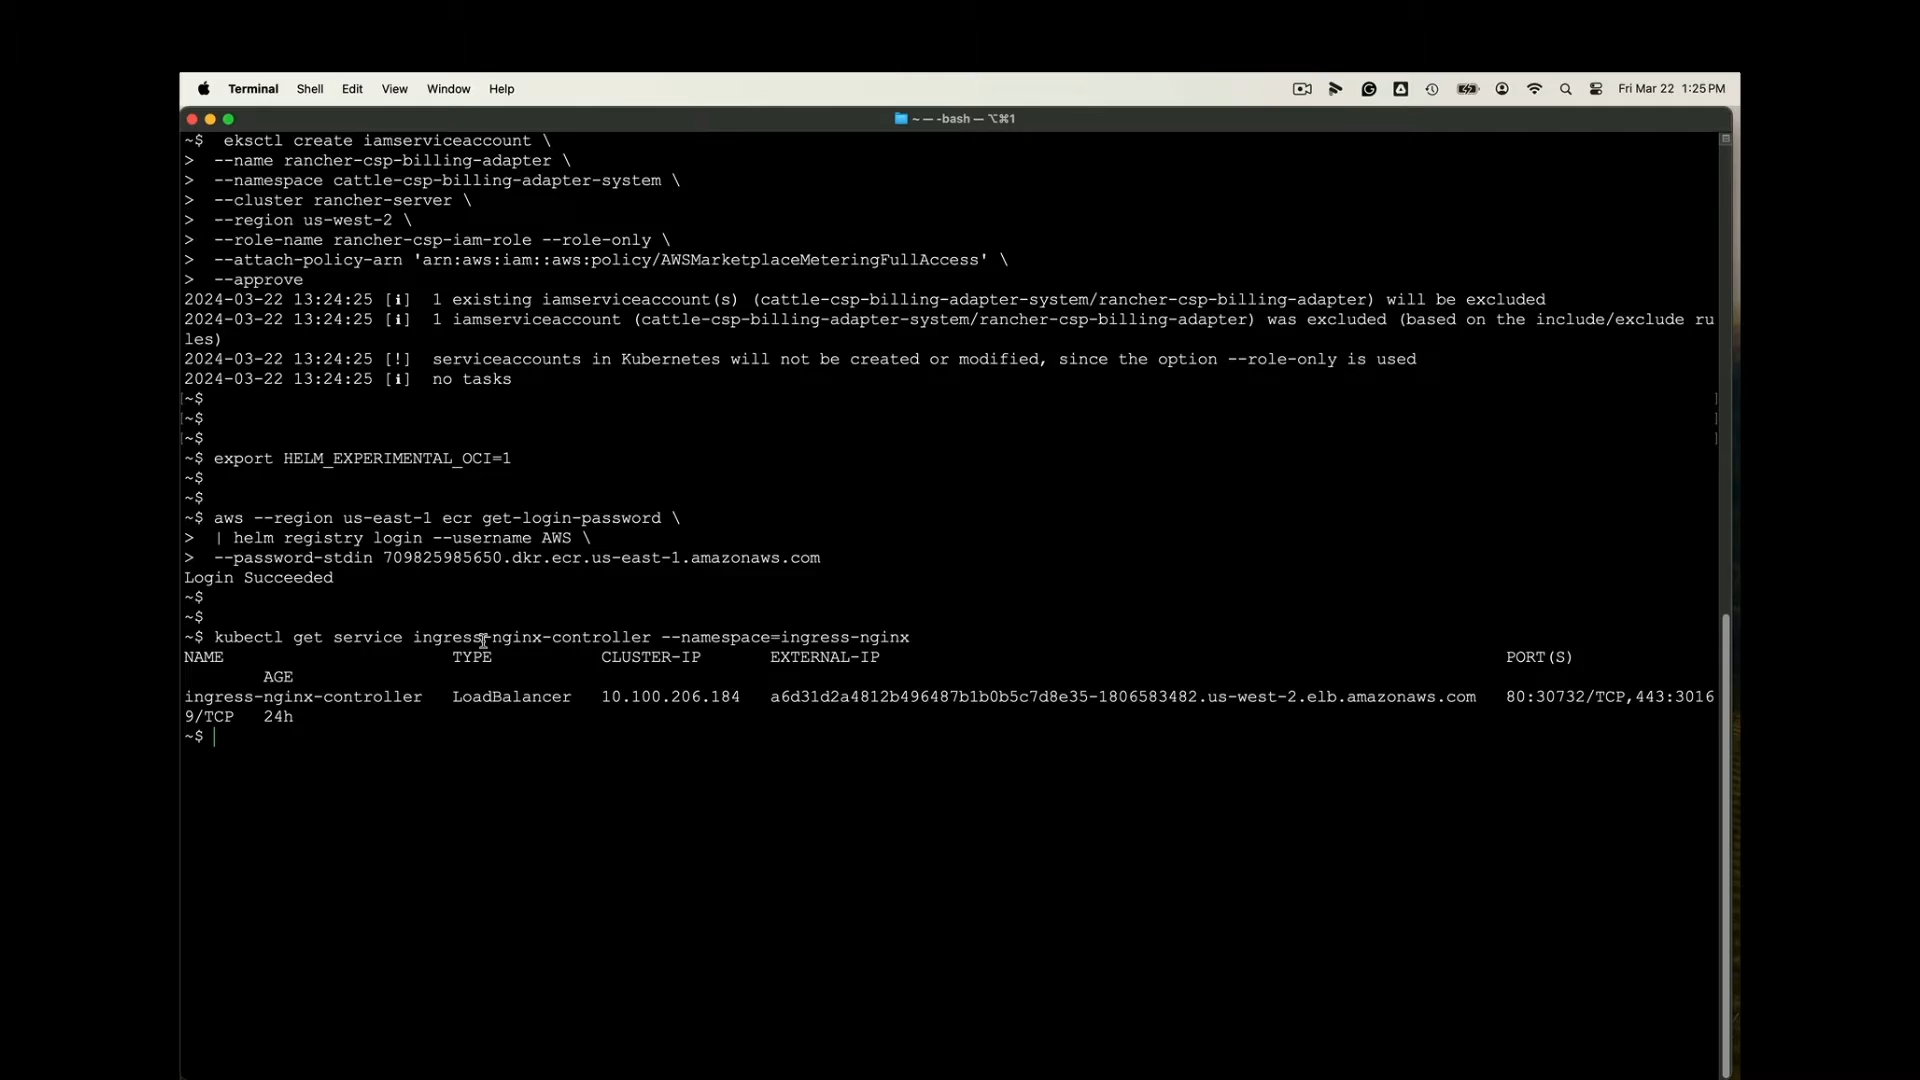 Terminal Shell Edit View Window Help Fri Mar 22 1:25 PM
~ — -bash — ⌥⌘1
~$  eksctl create iamserviceaccount \
>  --name rancher-csp-billing-adapter \
>  --namespace cattle-csp-billing-adapter-system \
>  --cluster rancher-server \
>  --region us-west-2 \
>  --role-name rancher-csp-iam-role --role-only \
>  --attach-policy-arn 'arn:aws:iam::aws:policy/AWSMarketplaceMeteringFullAccess' \
>  --approve
2024-03-22 13:24:25 [ℹ]  1 existing iamserviceaccount(s) (cattle-csp-billing-adapter-system/rancher-csp-billing-adapter) will be excluded
2024-03-22 13:24:25 [ℹ]  1 iamserviceaccount (cattle-csp-billing-adapter-system/rancher-csp-billing-adapter) was excluded (based on the include/exclude ru
les)
2024-03-22 13:24:25 [!]  serviceaccounts in Kubernetes will not be created or modified, since the option --role-only is used
2024-03-22 13:24:25 [ℹ]  no tasks
[~$ ]
[~$ ]
[~$ ]
~$ export HELM_EXPERIMENTAL_OCI=1
~$
~$
~$ aws --region us-east-1 ecr get-login-password \
>  | helm registry login --username AWS \
>  --password-stdin 709825985650.dkr.ecr.us-east-1.amazonaws.com
Login Succeeded
~$
~$
~$ kubectl get service ingress-nginx-controller --namespace=ingress-nginx
NAME TYPE CLUSTER-IP EXTERNAL-IP PORT(S)
AGE
ingress-nginx-controller LoadBalancer 10.100.206.184 a6d31d2a4812b496487b1b0b5c7d8e35-1806583482.us-west-2.elb.amazonaws.com 80:30732/TCP,443:3016
9/TCP 24h
~$